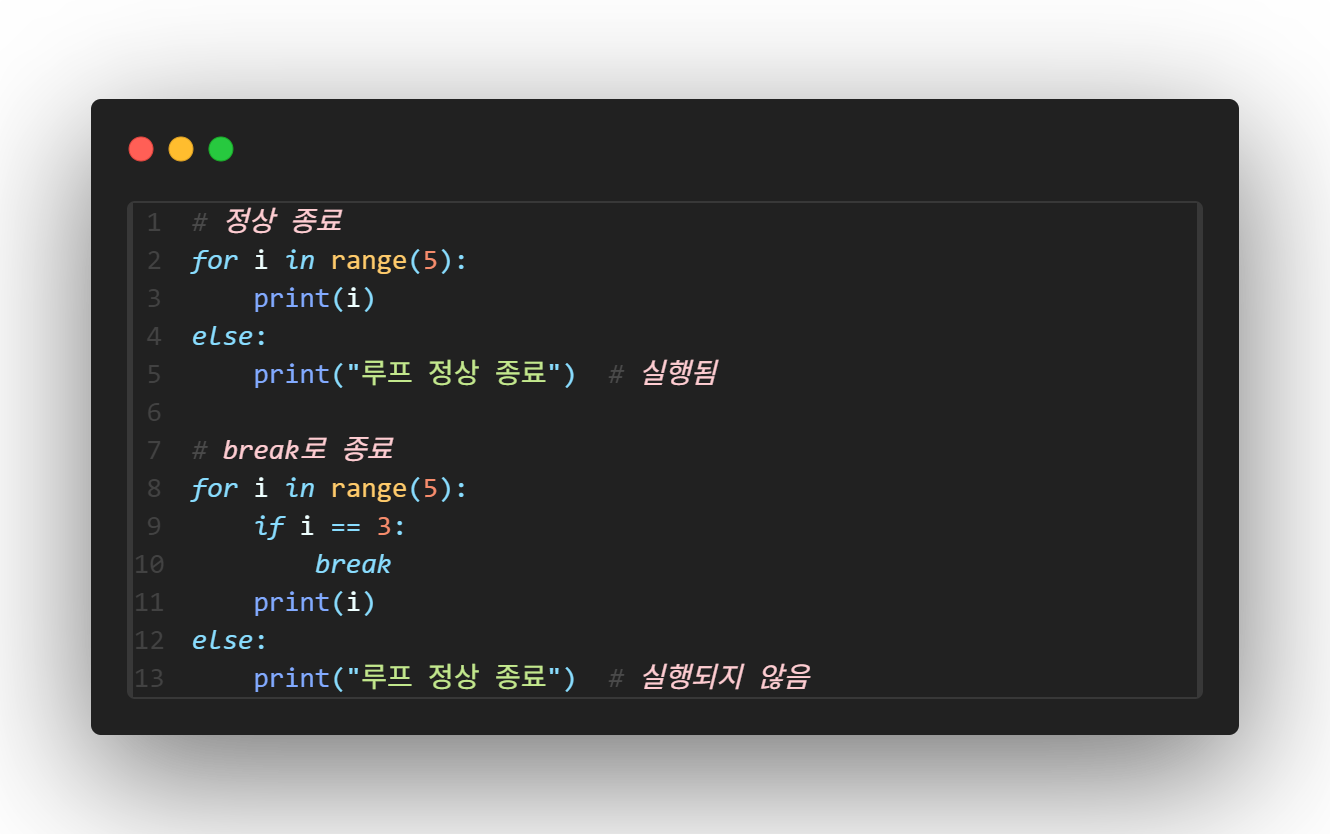 1 # 정상 종료
2 for i in range(5):
3     print(i)
4 else:
5     print("루프 정상 종료")  # 실행됨
6
7 # break로 종료
8 for i in range(5):
9     if i == 3:
10         break
11     print(i)
12 else:
13     print("루프 정상 종료")  # 실행되지 않음